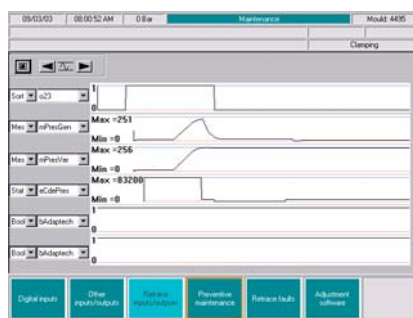 09/03/03 08:00:52 AM 0 Bar Maintenance Mould: 4495
Clamping
Sort o23 1
0
Mes mPresGen Max =251
Min =0
Mes mPresVer Max =256
Min =0
Stat eCdePres Max =83200
Min =0
Bool bAdaptech 1
0
Bool bAdaptech 1
0
Digital inputs Other inputs/outputs Retrace inputs/outputs Preventive maintenance Retrace faults Adjustment software